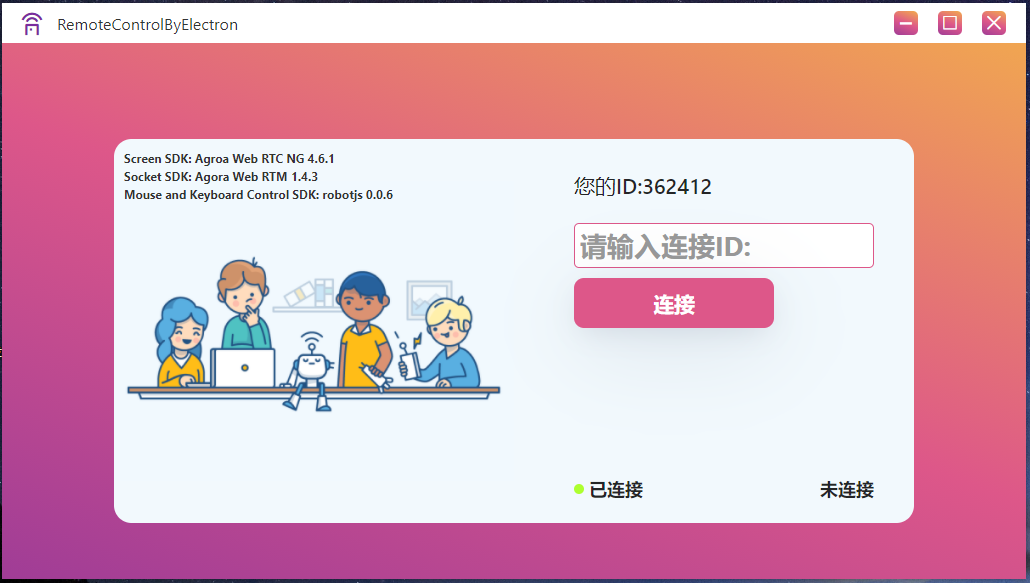 RemoteControlByElectron
Screen SDK: Agroa Web RTC NG 4.6.1
Socket SDK: Agora Web RTM 1.4.3
Mouse and Keyboard Control SDK: robotjs 0.0.6
您的ID:362412
请输入连接ID:
连接
已连接
未连接